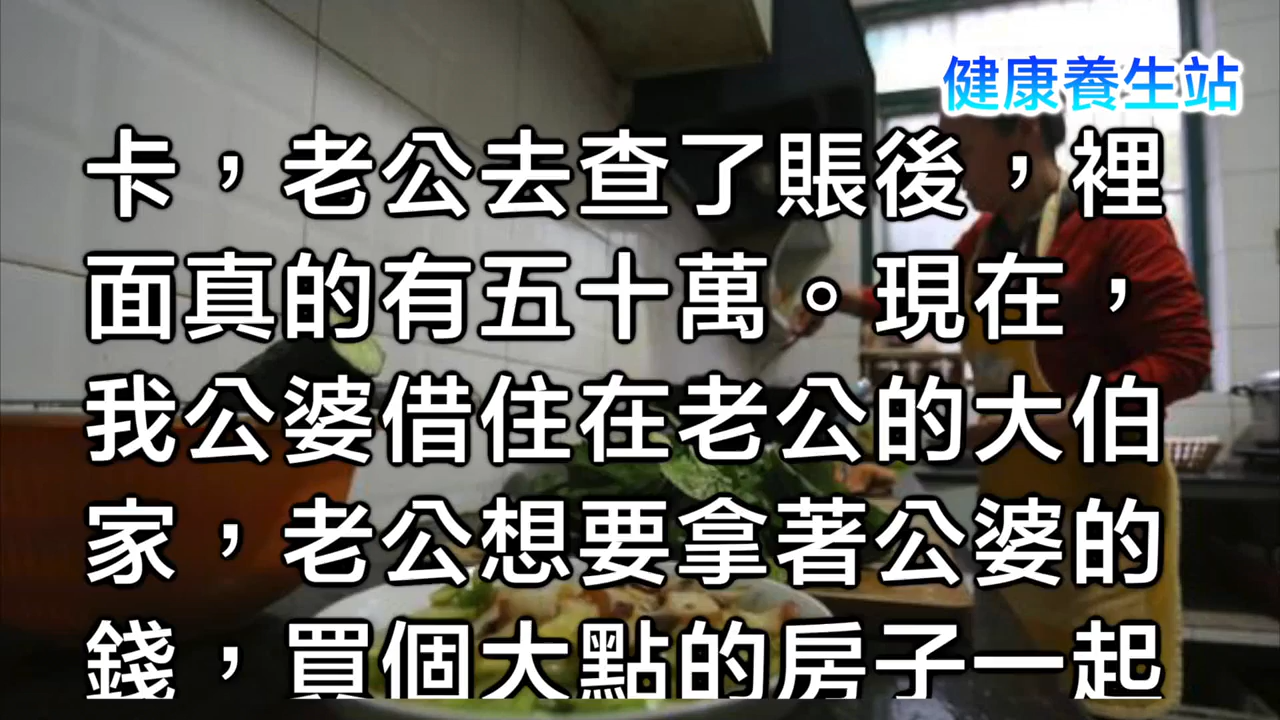 健康養生站
卡，老公去查了賬後，裡
面真的有五十萬。現在，
我公婆借住在老公的大伯
家，老公想要拿著公婆的
錢，買個大點的房子一起